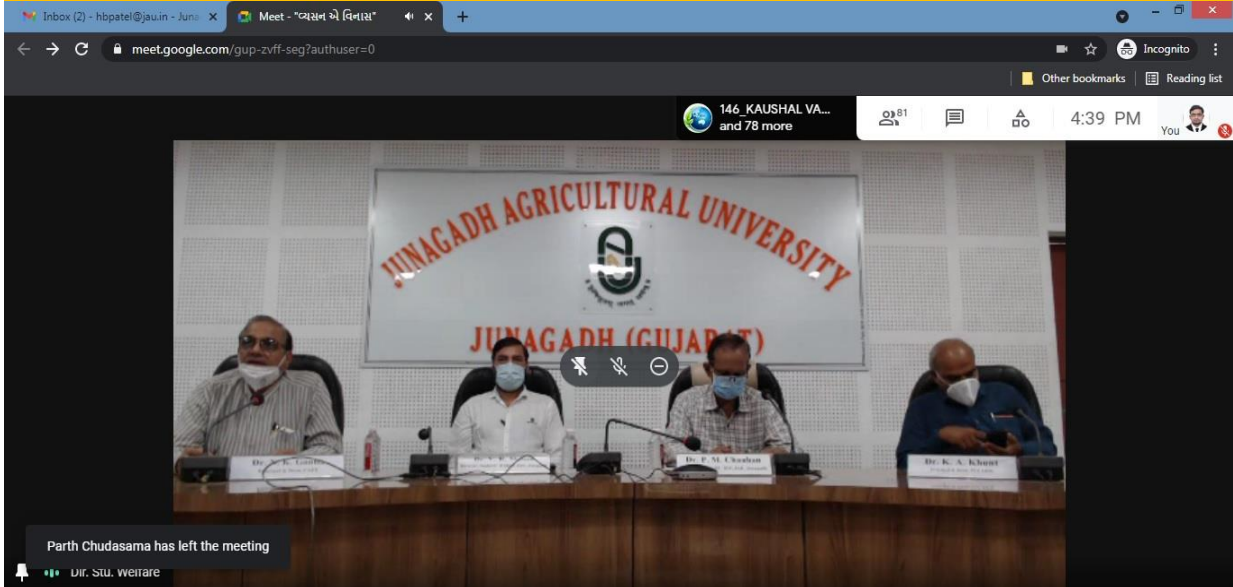 Inbox (2) - hbpatel@jau.in - Juna
Meet - "વ્યસન એ વિનાસ"
meet.google.com/gup-zvff-seg?authuser=0
Incognito
Other bookmarks
Reading list
146_KAUSHAL VA...
and 78 more
81
4:39 PM
You
JUNAGADH AGRICULTURAL UNIVERSITY
JUNAGADH (GUJARAT)
Dr. P. M. Chauhan
Dr. K. A. Khunt
Parth Chudasama has left the meeting
Dir. Stu. Welfare